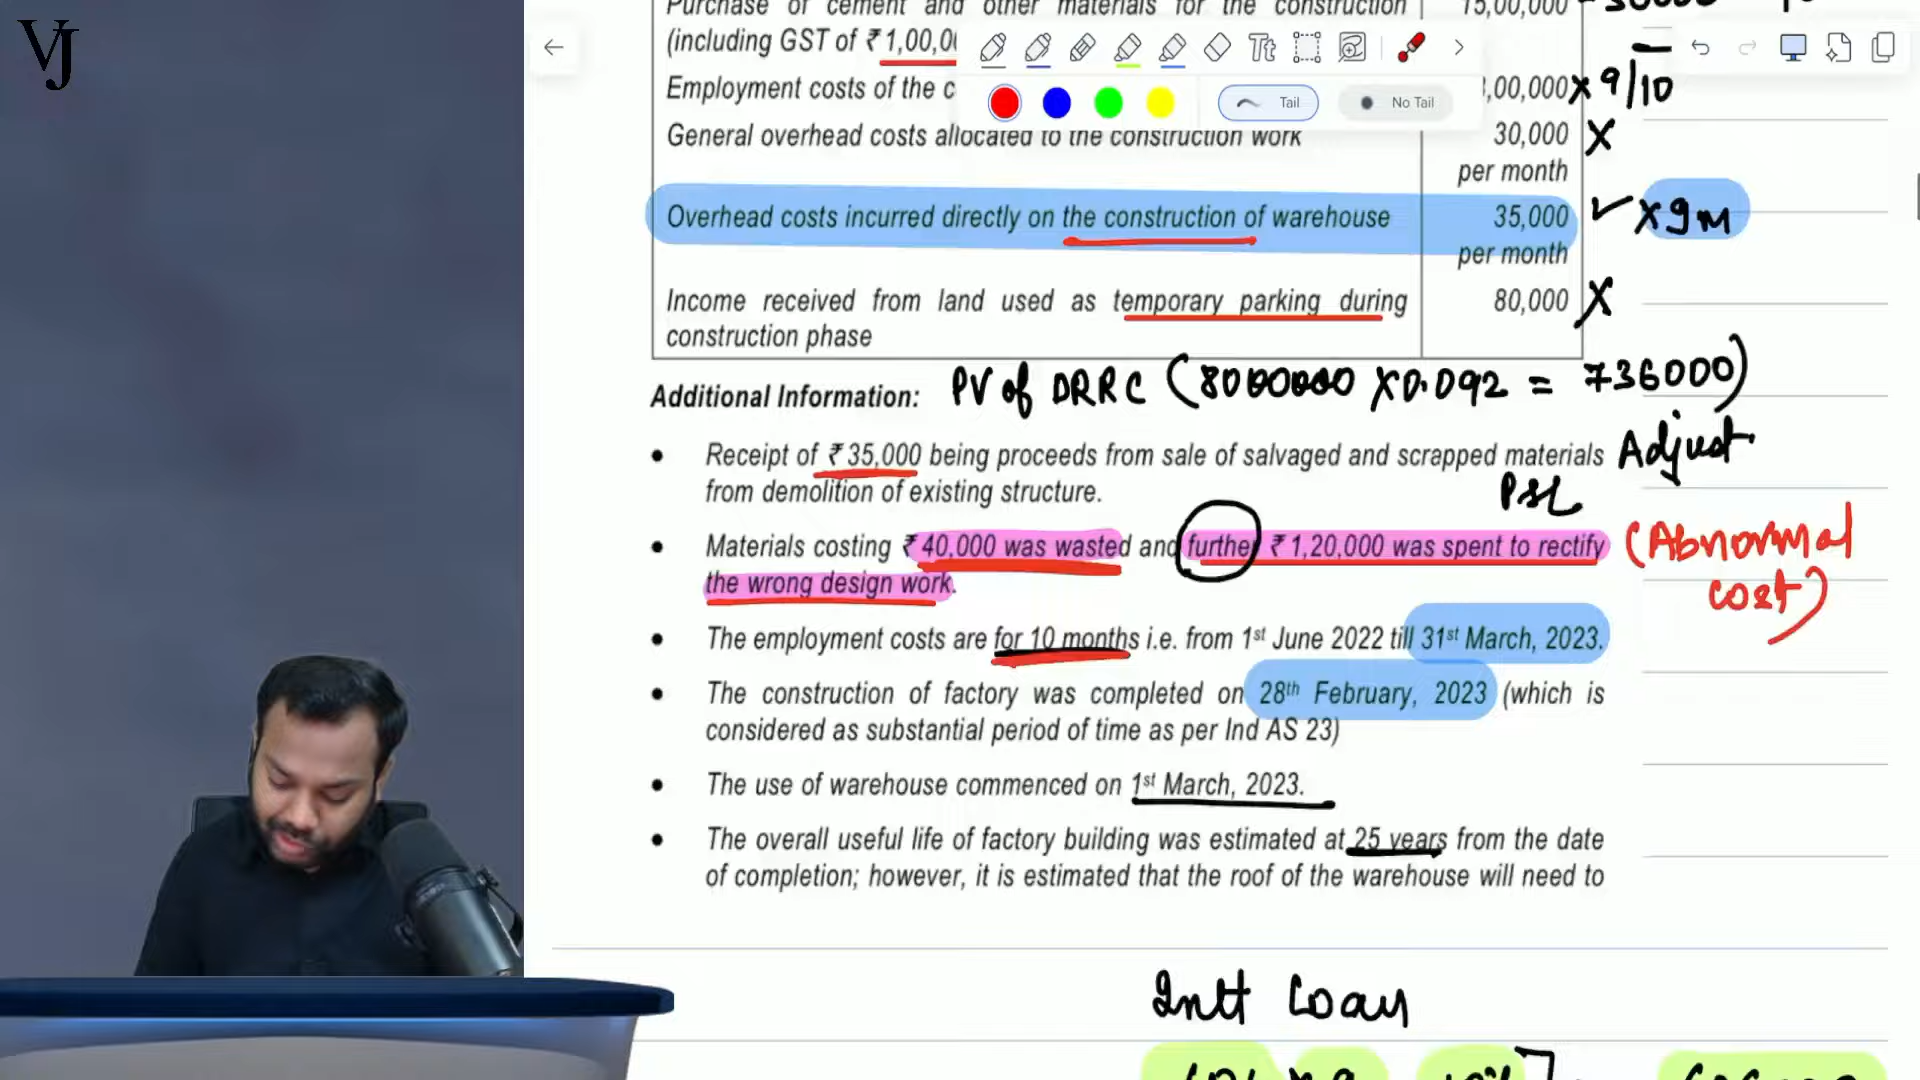 VJ
Purchase of cement and other materials for the construction 15,00,000
(including GST of ₹ 1,00,00
Tail
No Tail
Employment costs of the c ,00,000 x 9/10
General overhead costs allocated to the construction work 30,000 X
per month
Overhead costs incurred directly on the construction of warehouse 35,000 ✓ x 9m
per month
Income received from land used as temporary parking during 80,000 X
construction phase
Additional Information: PV of DRRC (8000000 X 0.092 = 736000)
• Receipt of ₹ 35,000 being proceeds from sale of salvaged and scrapped materials Adjust
from demolition of existing structure. P&L
• Materials costing ₹ 40,000 was wasted and further ₹ 1,20,000 was spent to rectify (Abnormal
the wrong design work. cost)
• The employment costs are for 10 months i.e. from 1st June 2022 till 31st March, 2023.
• The construction of factory was completed on 28th February, 2023 (which is
considered as substantial period of time as per Ind AS 23)
• The use of warehouse commenced on 1st March, 2023.
• The overall useful life of factory building was estimated at 25 years from the date
of completion; however, it is estimated that the roof of the warehouse will need to
Intt Loan